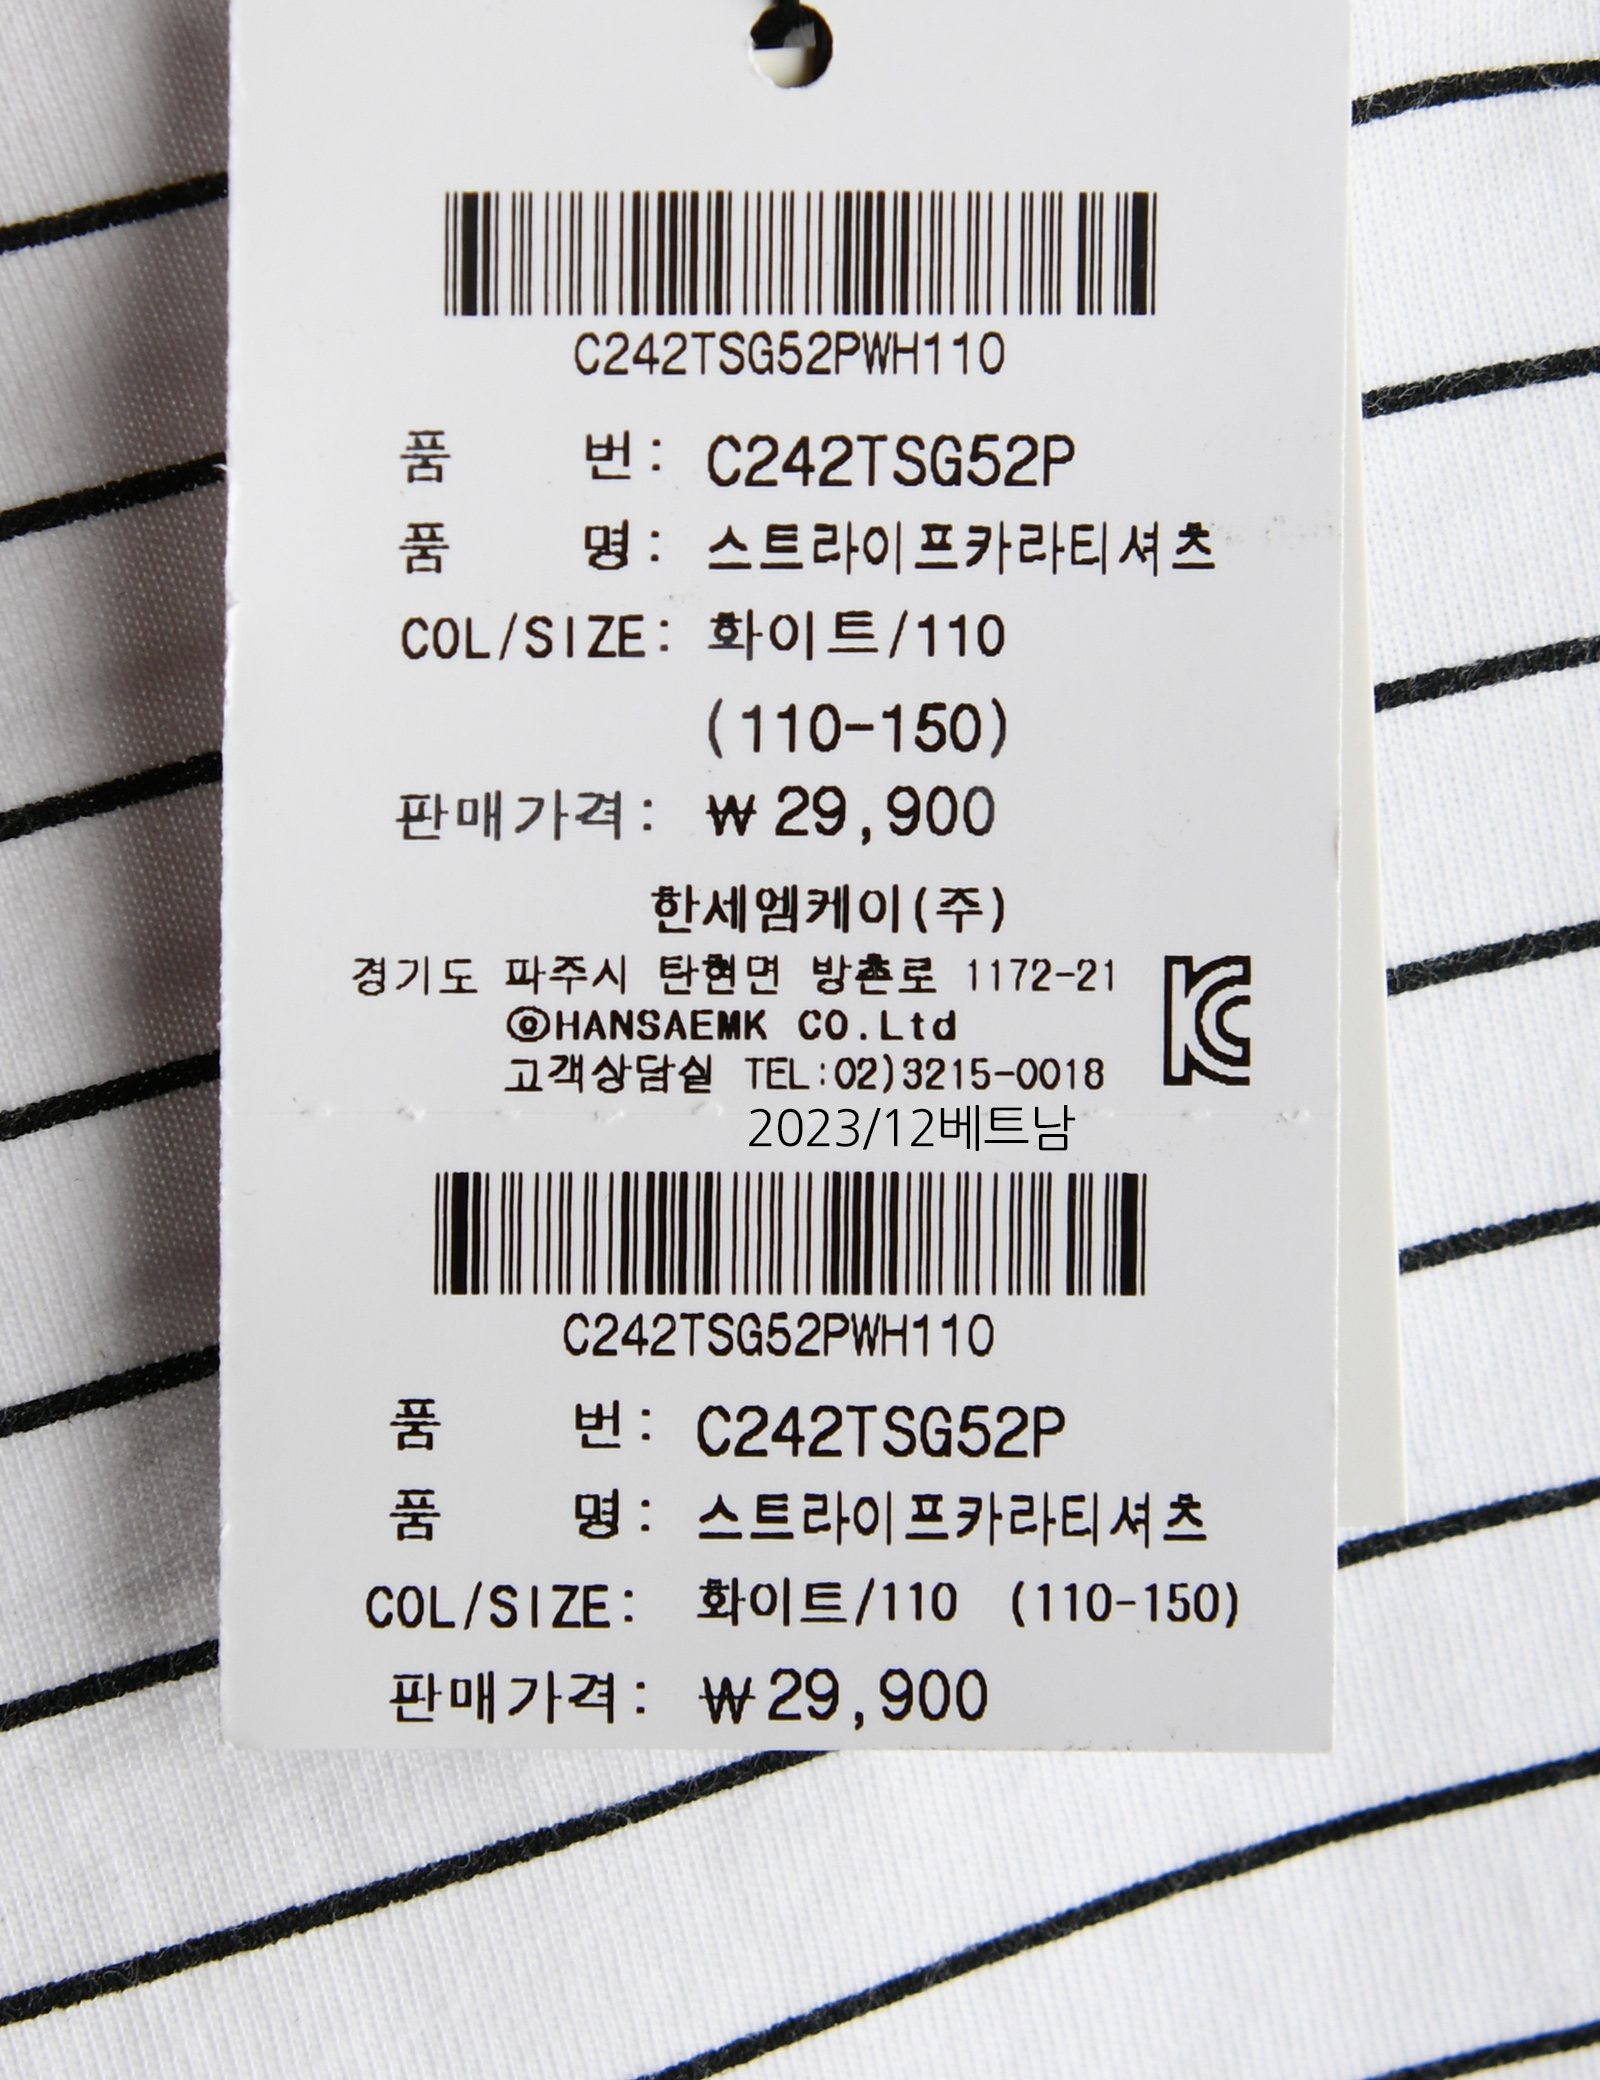 C242TSG52PWH110
품 번: C242TSG52P
품 명: 스트라이프카라티셔츠
COL/SIZE: 화이트/110
(110-150)
판매가격: ₩29,900
한세엠케이(주)
경기도 파주시 탄현면 방촌로 1172-21
ⓒHANSAEMK CO.Ltd
고객상담실 TEL:02)3215-0018
2023/12베트남
C242TSG52PWH110
품 번: C242TSG52P
품 명: 스트라이프카라티셔츠
COL/SIZE: 화이트/110 (110-150)
판매가격: ₩29,900